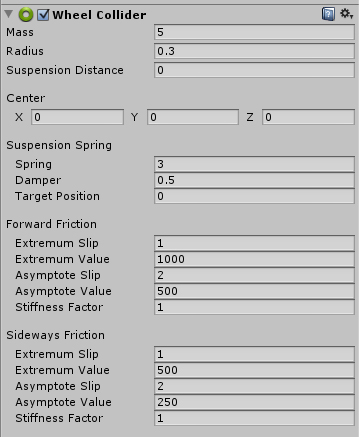 Wheel Collider
Mass 5
Radius 0.3
Suspension Distance 0
Center
X 0 Y 0 Z 0
Suspension Spring
Spring 3
Damper 0.5
Target Position 0
Forward Friction
Extremum Slip 1
Extremum Value 1000
Asymptote Slip 2
Asymptote Value 500
Stiffness Factor 1
Sideways Friction
Extremum Slip 1
Extremum Value 500
Asymptote Slip 2
Asymptote Value 250
Stiffness Factor 1